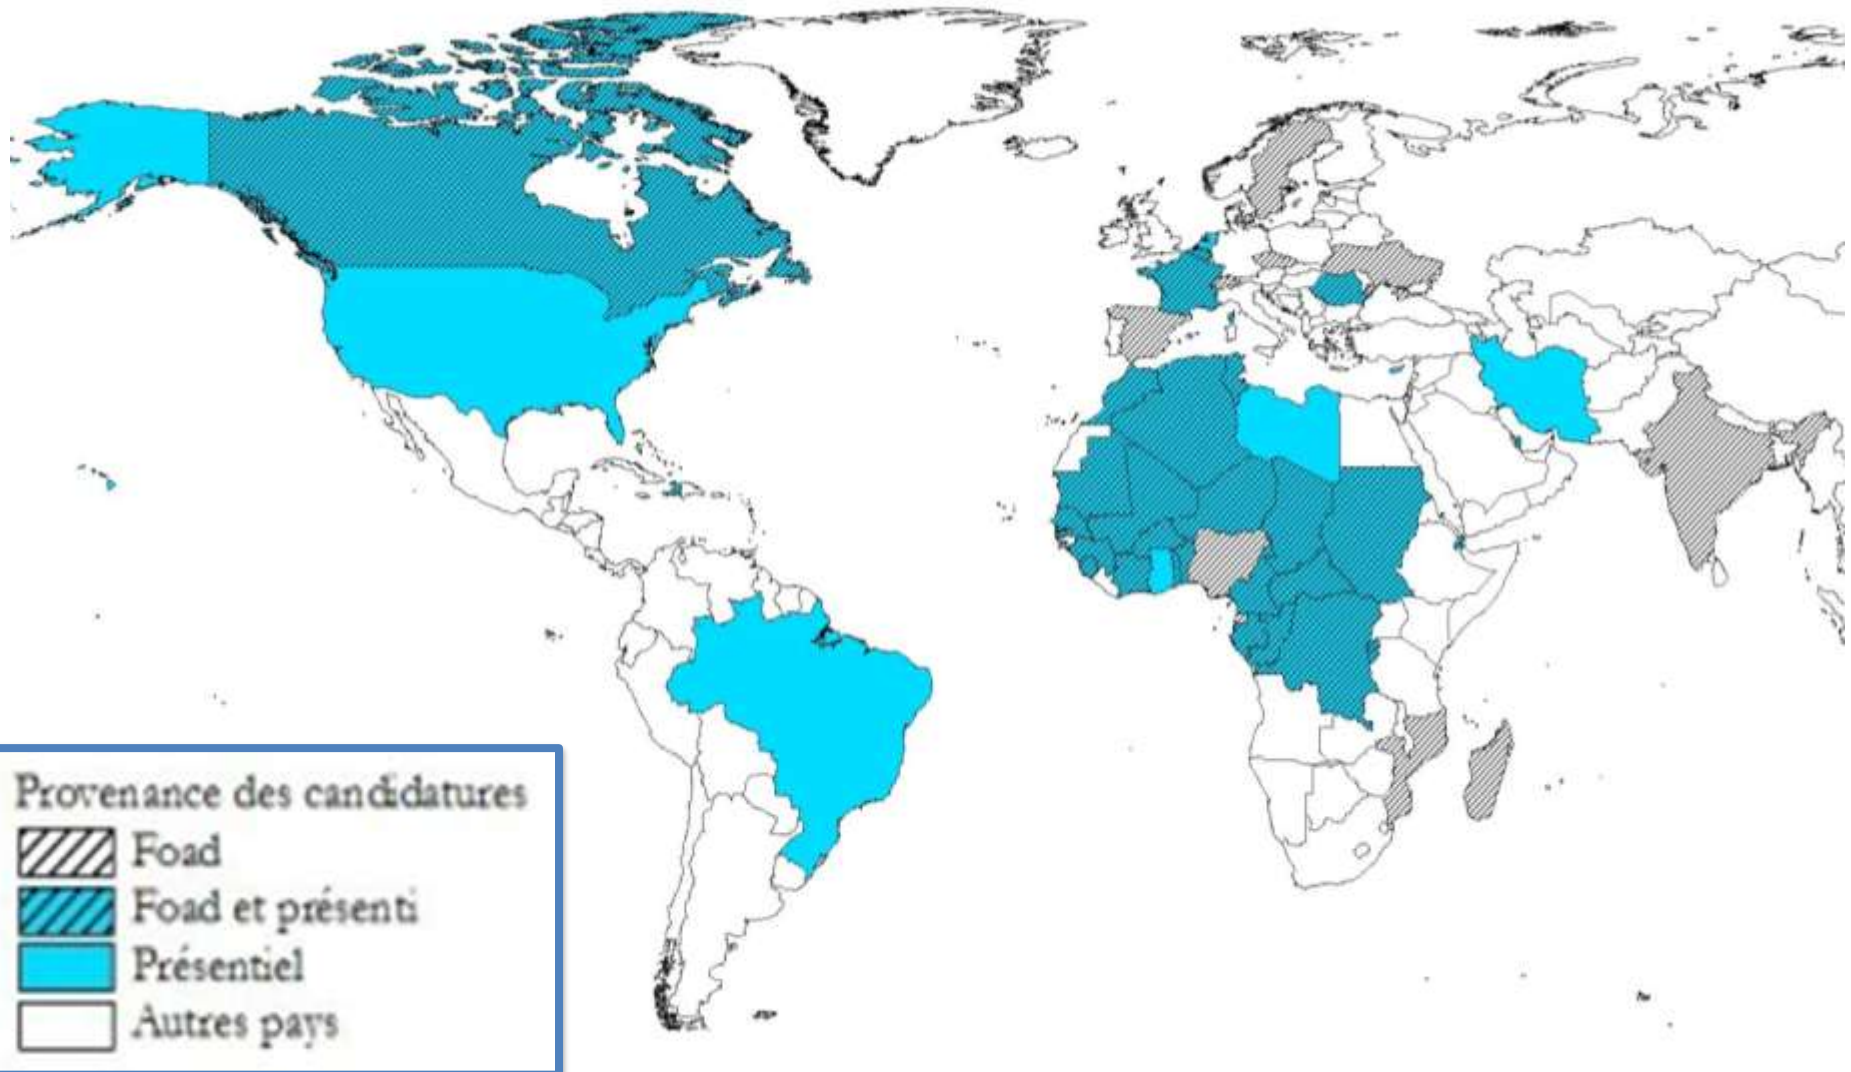 Provenance des candidatures
Foad
Foad et présenti
Présentiel
Autres pays